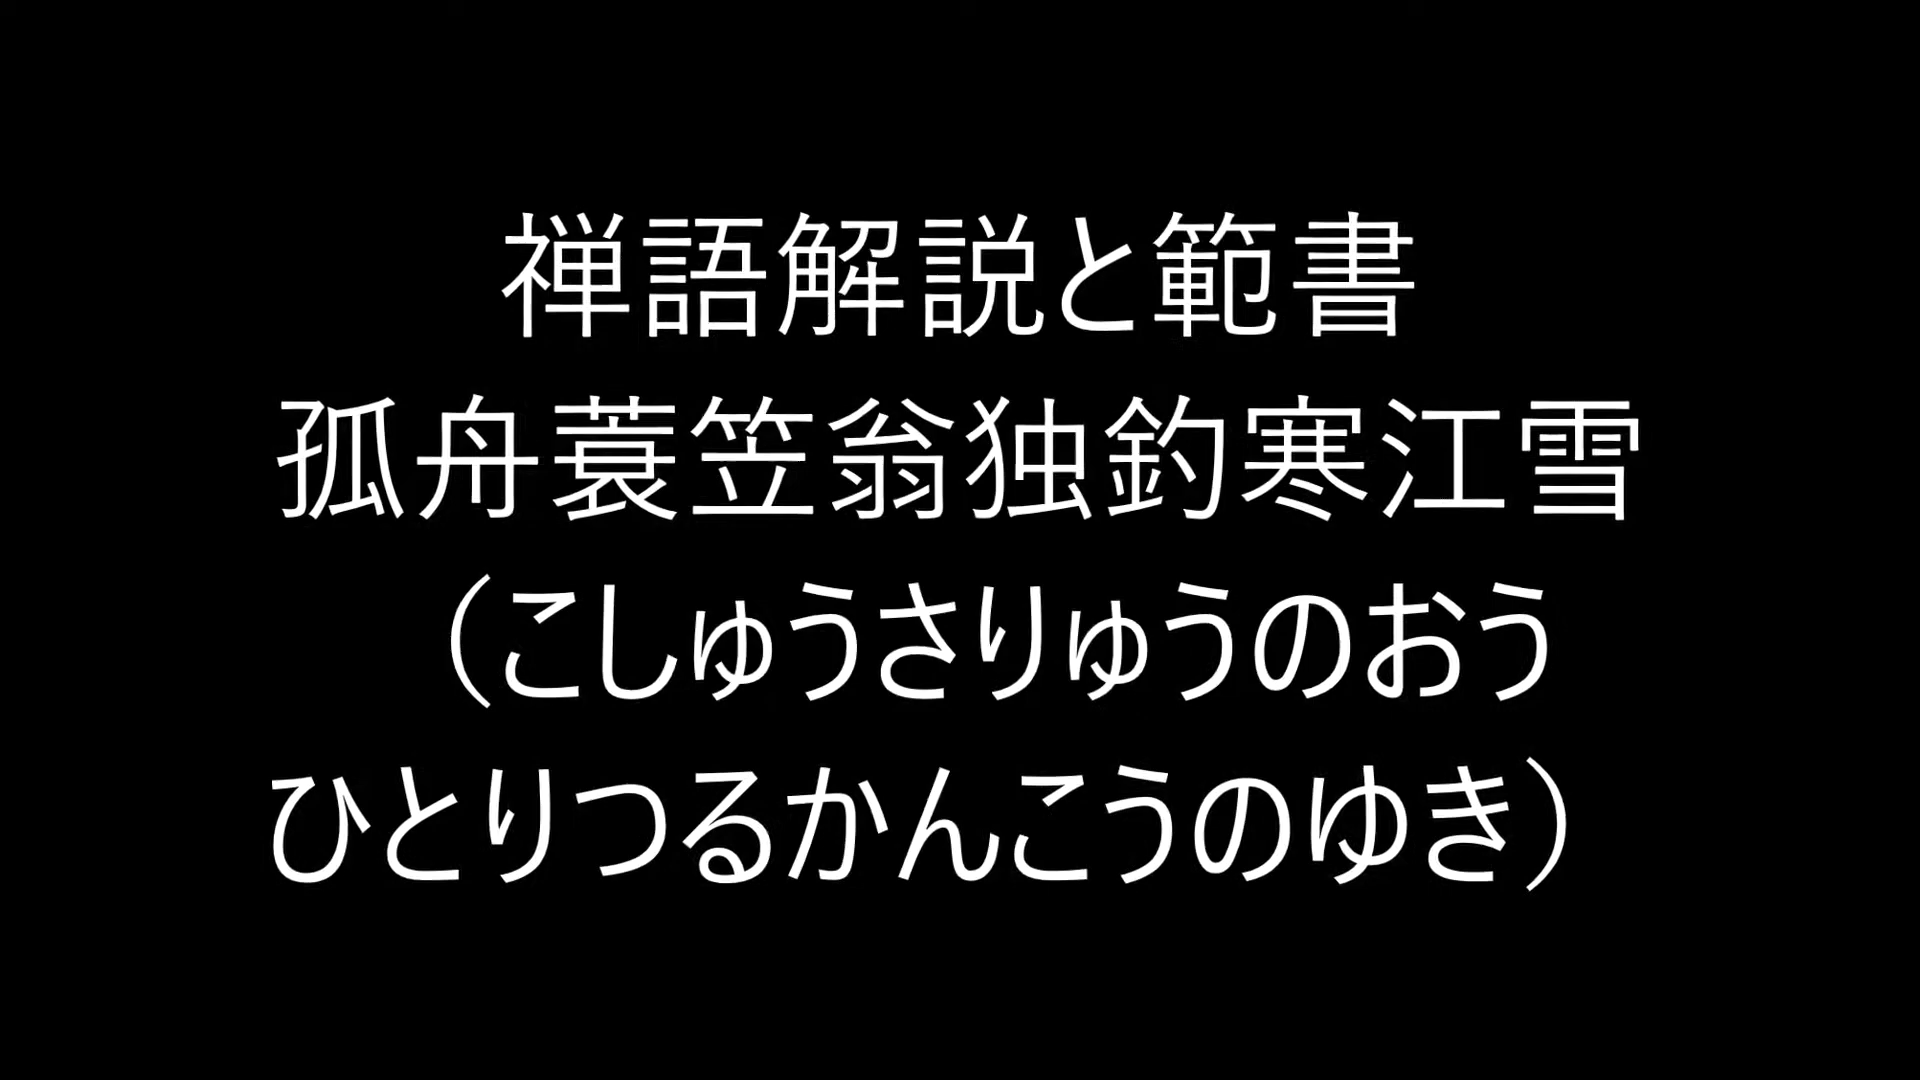 禅語解説と範書
孤舟蓑笠翁独釣寒江雪
（こしゅうさりゅうのおう
ひとりつるかんこうのゆき）